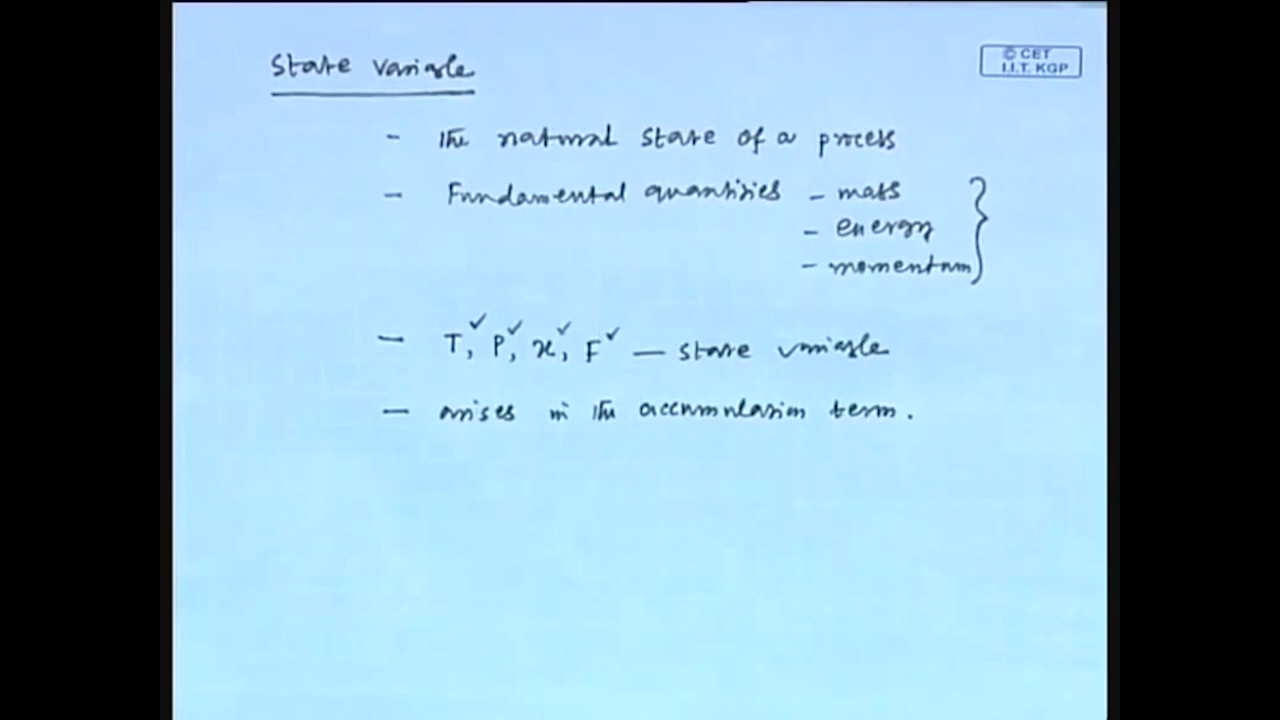 State variable
© CET
I.I.T. KGP
- The natural state of a process
- Fundamental quantities - mass
- energy
- momentum
- T, P, x, F - state variable
- arises in the accumulation term.